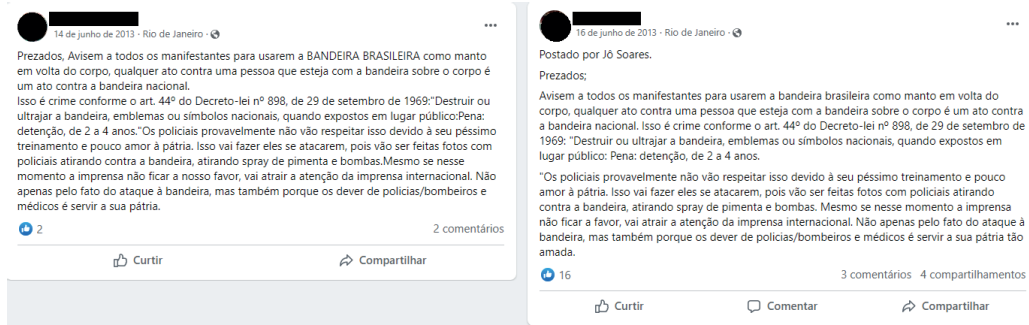 14 de junho de 2013 · Rio de Janeiro ·
Prezados, Avisem a todos os manifestantes para usarem a BANDEIRA BRASILEIRA como manto
em volta do corpo, qualquer ato contra uma pessoa que esteja com a bandeira sobre o corpo é
um ato contra a bandeira nacional.
Isso é crime conforme o art. 44º do Decreto-lei nº 898, de 29 de setembro de 1969:"Destruir ou
ultrajar a bandeira, emblemas ou símbolos nacionais, quando expostos em lugar público:Pena:
detenção, de 2 a 4 anos."Os policiais provavelmente não vão respeitar isso devido à seu péssimo
treinamento e pouco amor à pátria. Isso vai fazer eles se atacarem, pois vão ser feitas fotos com
policiais atirando contra a bandeira, atirando spray de pimenta e bombas.Mesmo se nesse
momento a imprensa não ficar a nosso favor, vai atrair a atenção da imprensa internacional. Não
apenas pelo fato do ataque à bandeira, mas também porque os dever de policias/bombeiros e
médicos é servir a sua pátria.
2
2 comentários
Curtir
Compartilhar
16 de junho de 2013 · Rio de Janeiro ·
Postado por Jô Soares.
Prezados;
Avisem a todos os manifestantes para usarem a bandeira brasileira como manto em volta do
corpo, qualquer ato contra uma pessoa que esteja com a bandeira sobre o corpo é um ato contra
a bandeira nacional. Isso é crime conforme o art. 44º do Decreto-lei nº 898, de 29 de setembro de
1969: "Destruir ou ultrajar a bandeira, emblemas ou símbolos nacionais, quando expostos em
lugar público: Pena: detenção, de 2 a 4 anos.
"Os policiais provavelmente não vão respeitar isso devido à seu péssimo treinamento e pouco
amor à pátria. Isso vai fazer eles se atacarem, pois vão ser feitas fotos com policiais atirando
contra a bandeira, atirando spray de pimenta e bombas. Mesmo se nesse momento a imprensa
não ficar a favor, vai atrair a atenção da imprensa internacional. Não apenas pelo fato do ataque à
bandeira, mas também porque os dever de policias/bombeiros e médicos é servir a sua pátria tão
amada.
16
3 comentários 4 compartilhamentos
Curtir
Comentar
Compartilhar